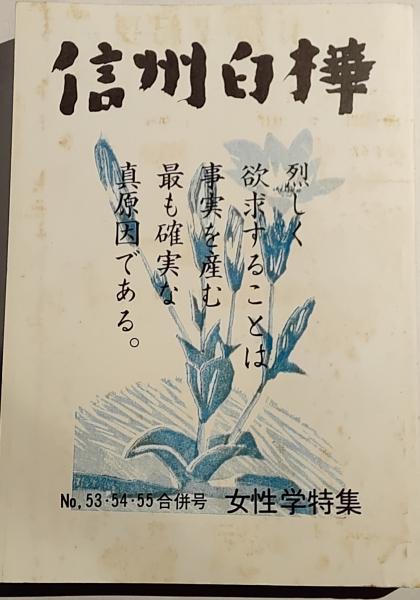 信州白樺
烈しく
欲求することは
事実を産む
最も確実な
真原因である。
No, 53・54・55合併号 女性学特集